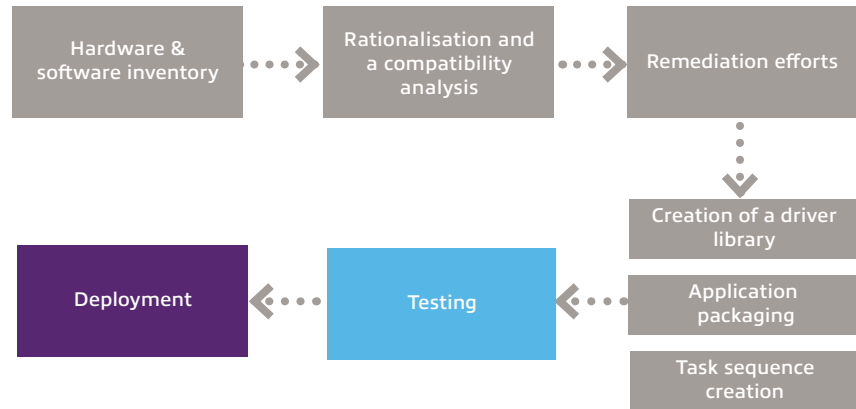 Hardware &
software inventory
Rationalisation and
a compatibility
analysis
Remediation efforts
Creation of a driver
library
Application
packaging
Task sequence
creation
Testing
Deployment